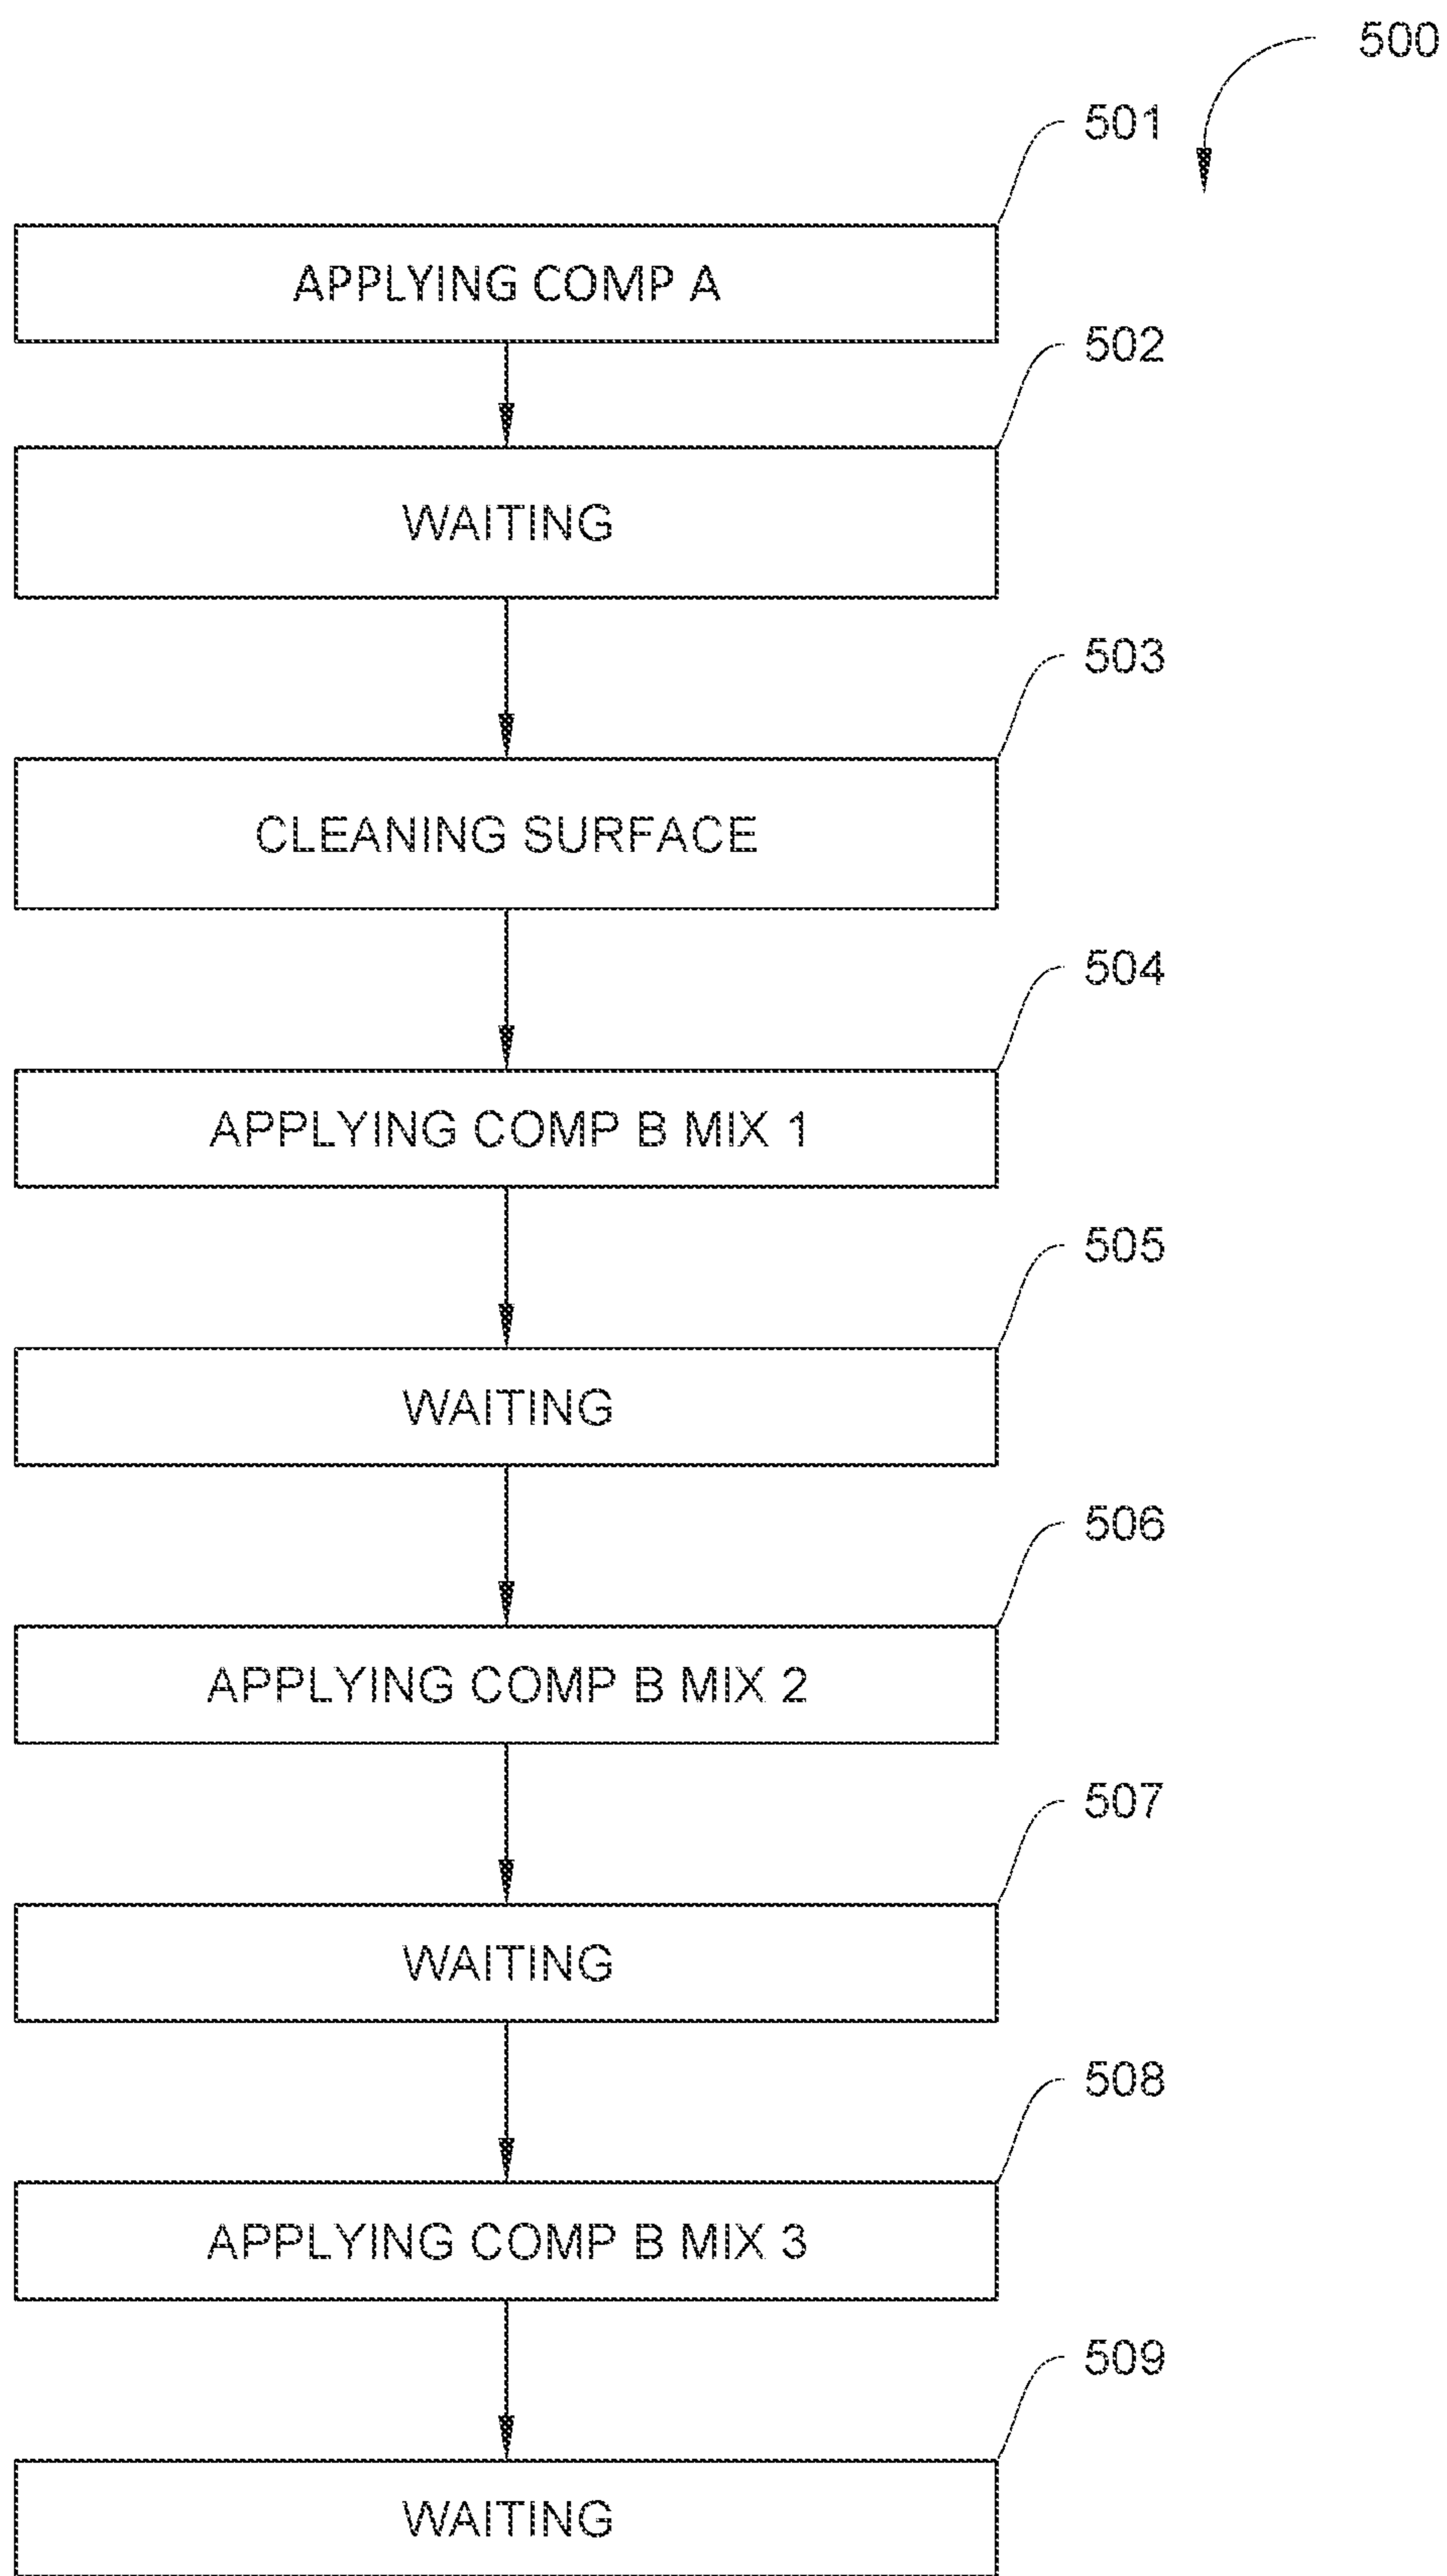 500
501
APPLYING COMP A
502
WAITING
503
CLEANING SURFACE
504
APPLYING COMP B MIX 1
505
WAITING
506
APPLYING COMP B MIX 2
507
WAITING
508
APPLYING COMP B MIX 3
509
WAITING